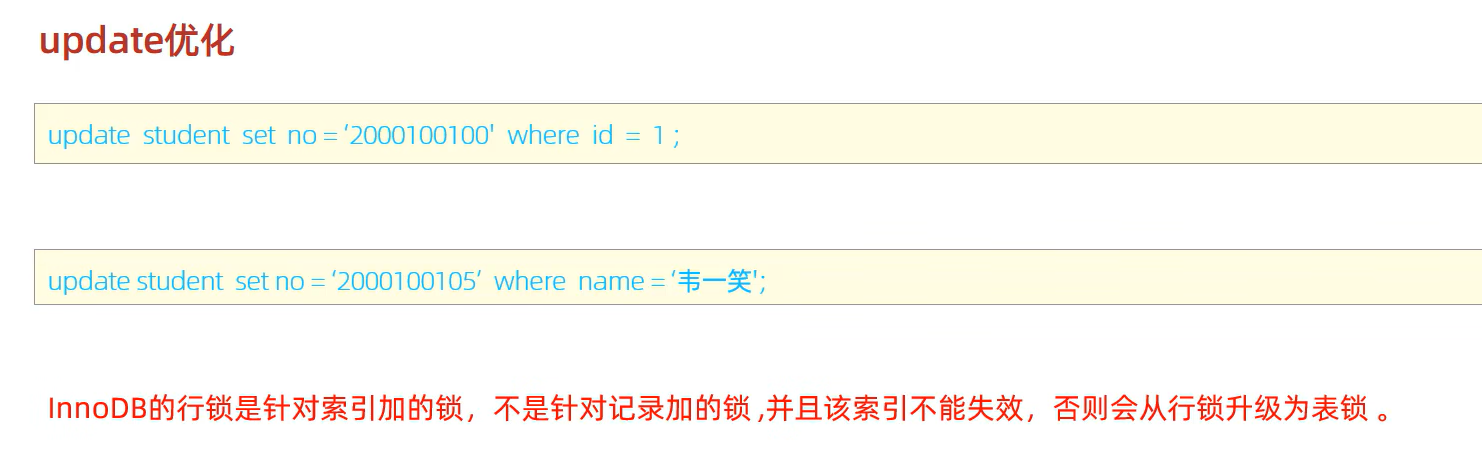 update优化
update student set no = ‘2000100100' where id = 1 ;
update student set no = ‘2000100105‘ where name = ‘韦一笑';
InnoDB的行锁是针对索引加的锁，不是针对记录加的锁 ,并且该索引不能失效，否则会从行锁升级为表锁 。